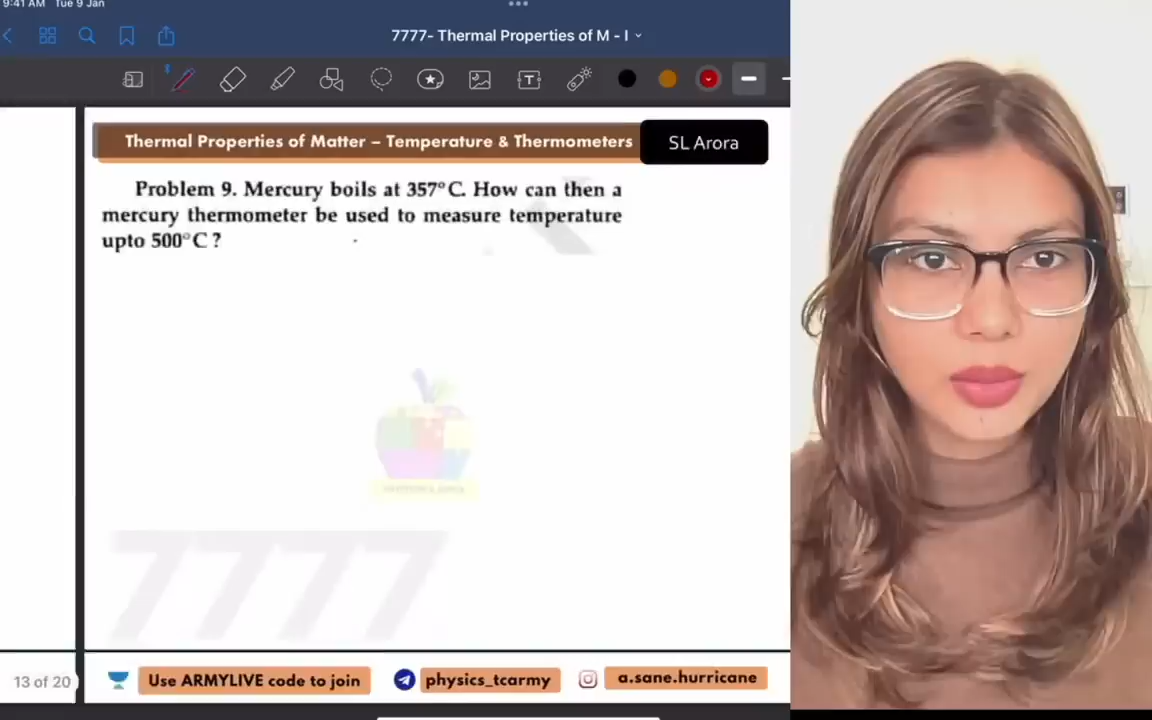 9:41 AM Tue 9 Jan
7777- Thermal Properties of M - I
T
Thermal Properties of Matter – Temperature & Thermometers
SL Arora
Problem 9. Mercury boils at 357°C. How can then a
mercury thermometer be used to measure temperature
upto 500°C ?
7777
13 of 20
Use ARMYLIVE code to join
physics_tcarmy
a.sane.hurricane